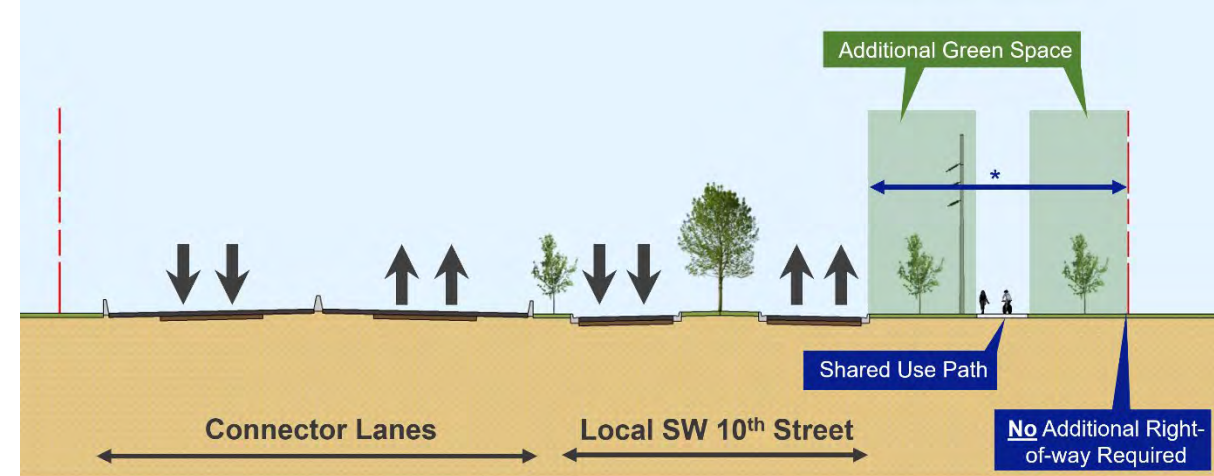 Additional Green Space
*
Shared Use Path
Connector Lanes
Local SW 10th Street
No Additional Right-
of-way Required